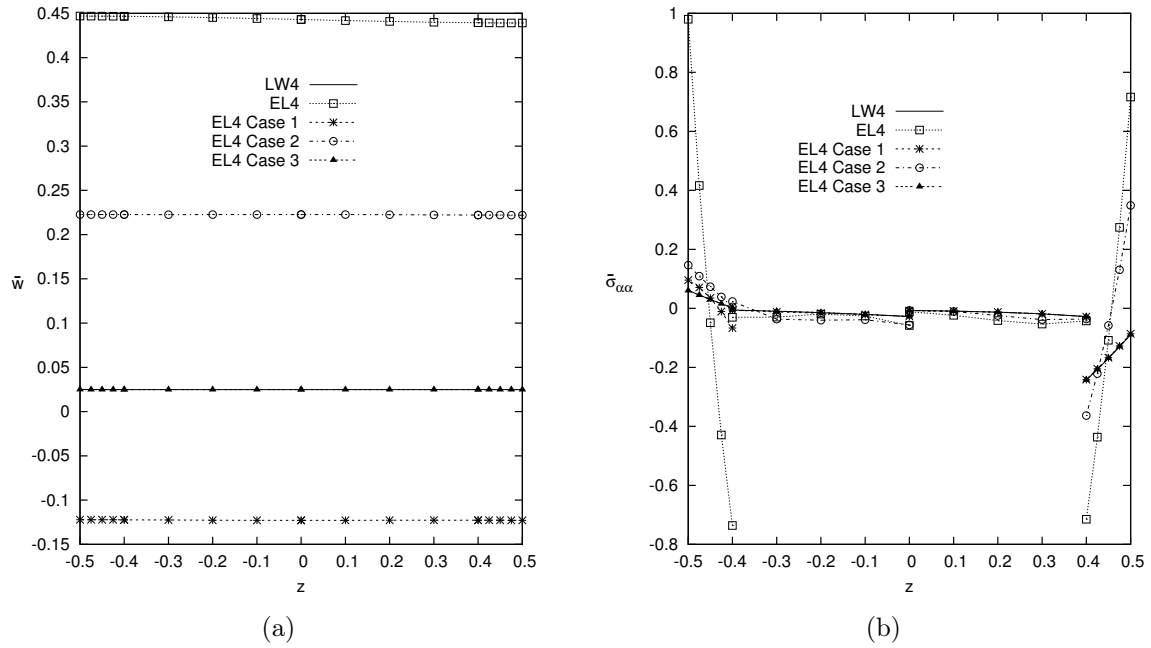 0.45
0.4
0.35
0.3
0.25
0.2
0.15
0.1
0.05
0
-0.05
-0.1
-0.15
w̄
LW4
EL4
EL4 Case 1
EL4 Case 2
EL4 Case 3
-0.5 -0.4 -0.3 -0.2 -0.1 0 0.1 0.2 0.3 0.4 0.5
z
(a)
1
0.8
0.6
0.4
0.2
0
-0.2
-0.4
-0.6
-0.8
σ̄αα
LW4
EL4
EL4 Case 1
EL4 Case 2
EL4 Case 3
-0.5 -0.4 -0.3 -0.2 -0.1 0.0 0.1 0.2 0.3 0.4 0.5
z
(b)